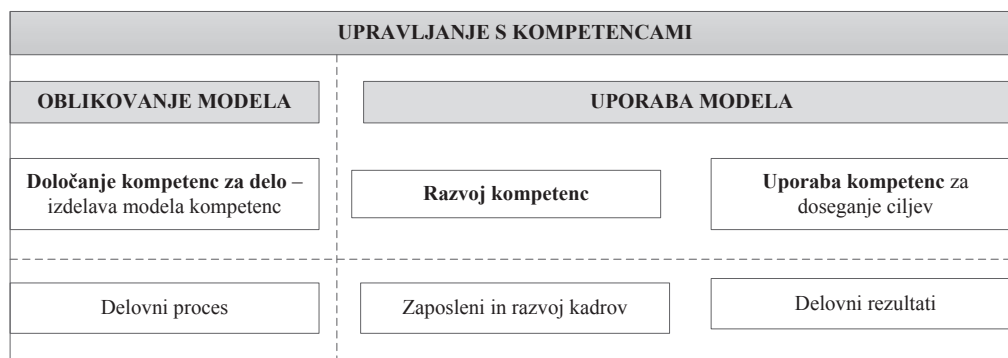 UPRAVLJANJE S KOMPETENCAMI
OBLIKOVANJE MODELA
UPORABA MODELA
Določanje kompetenc za delo –
izdelava modela kompetenc
Razvoj kompetenc
Uporaba kompetenc za
doseganje ciljev
Delovni proces
Zaposleni in razvoj kadrov
Delovni rezultati